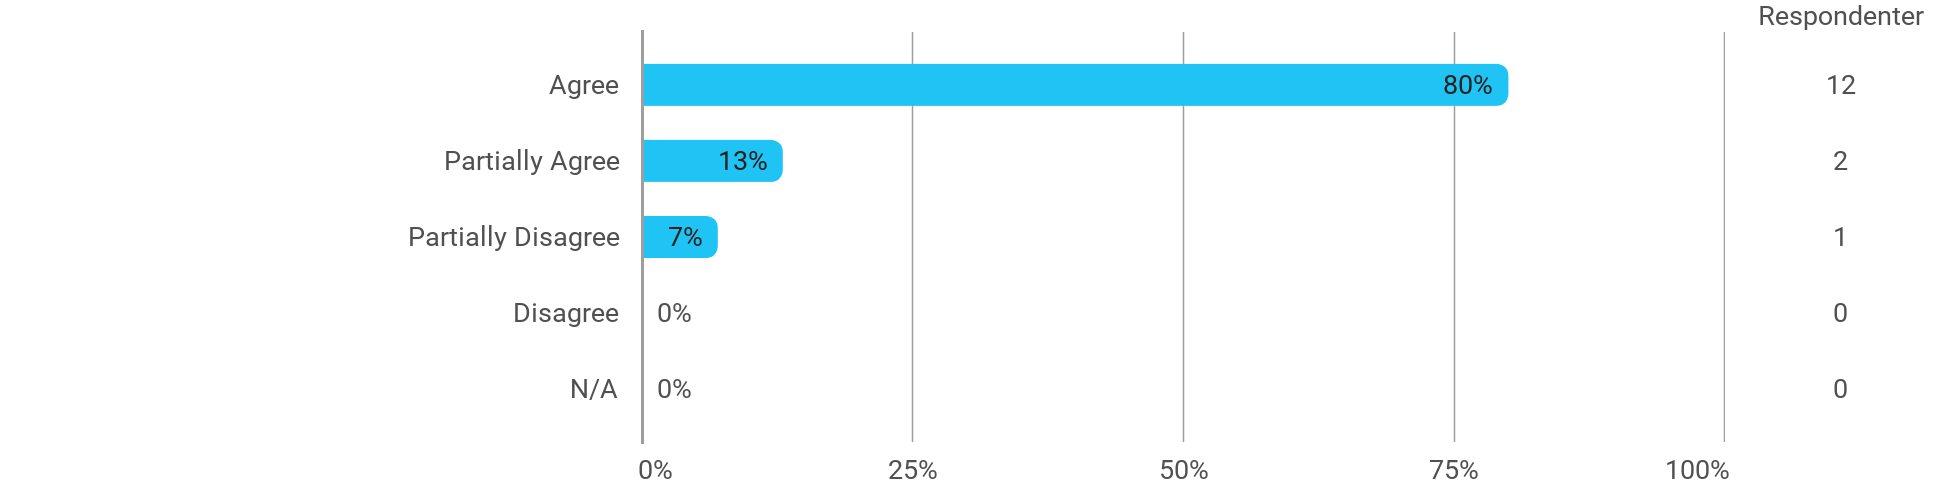 Respondenter
Agree 80% 12
Partially Agree 13% 2
Partially Disagree 7% 1
Disagree 0% 0
N/A 0% 0
0% 25% 50% 75% 100%